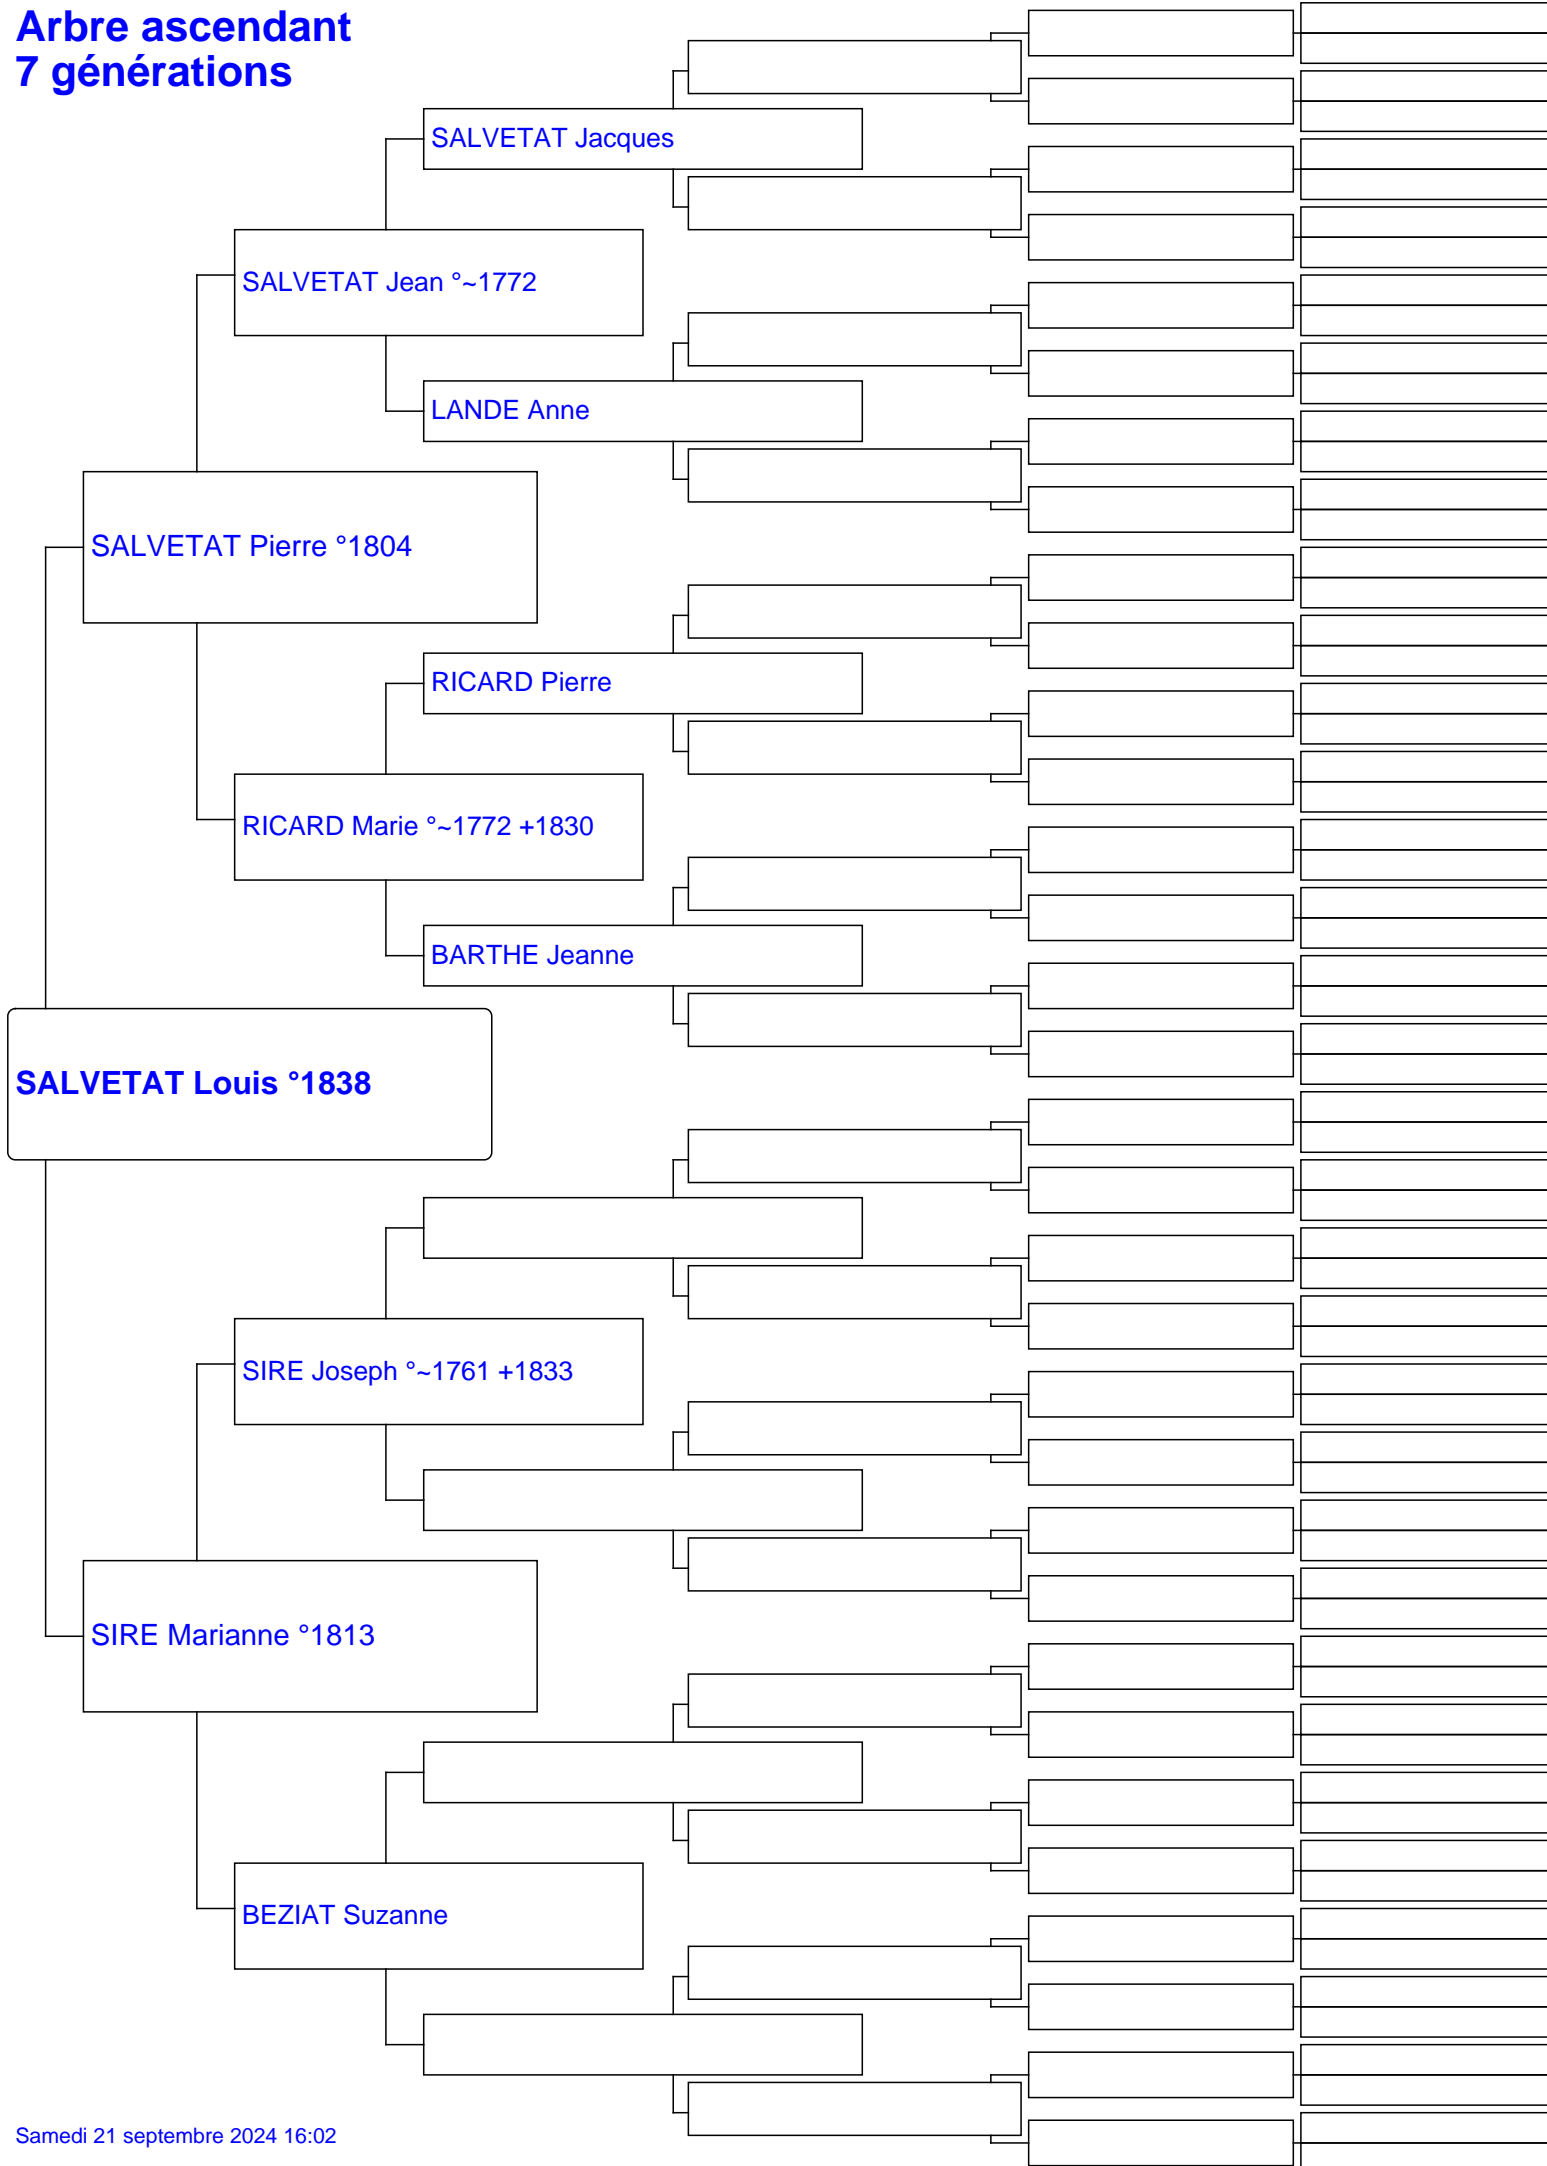 Arbre ascendant
7 générations
SALVETAT Jacques
SALVETAT Jean °~1772
LANDE Anne
SALVETAT Pierre °1804
RICARD Pierre
RICARD Marie °~1772 +1830
BARTHE Jeanne
SALVETAT Louis °1838
SIRE Joseph °~1761 +1833
SIRE Marianne °1813
BEZIAT Suzanne
Samedi 21 septembre 2024 16:02